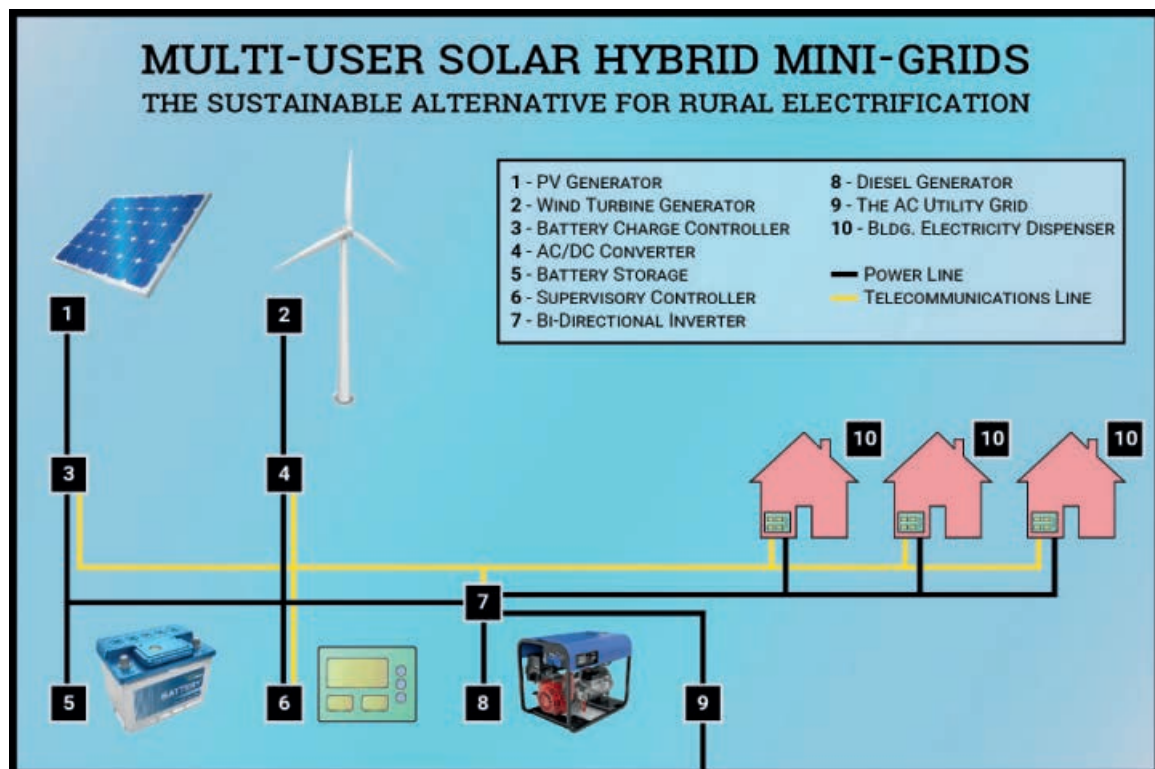 MULTI-USER SOLAR HYBRID MINI-GRIDS
THE SUSTAINABLE ALTERNATIVE FOR RURAL ELECTRIFICATION
1 - PV GENERATOR
2 - WIND TURBINE GENERATOR
3 - BATTERY CHARGE CONTROLLER
4 - AC/DC CONVERTER
5 - BATTERY STORAGE
6 - SUPERVISORY CONTROLLER
7 - BI-DIRECTIONAL INVERTER
8 - DIESEL GENERATOR
9 - THE AC UTILITY GRID
10 - BLDG. ELECTRICITY DISPENSER
POWER LINE
TELECOMMUNICATIONS LINE
1
2
3
4
10
10
10
7
5
BATTERY
6
8
9